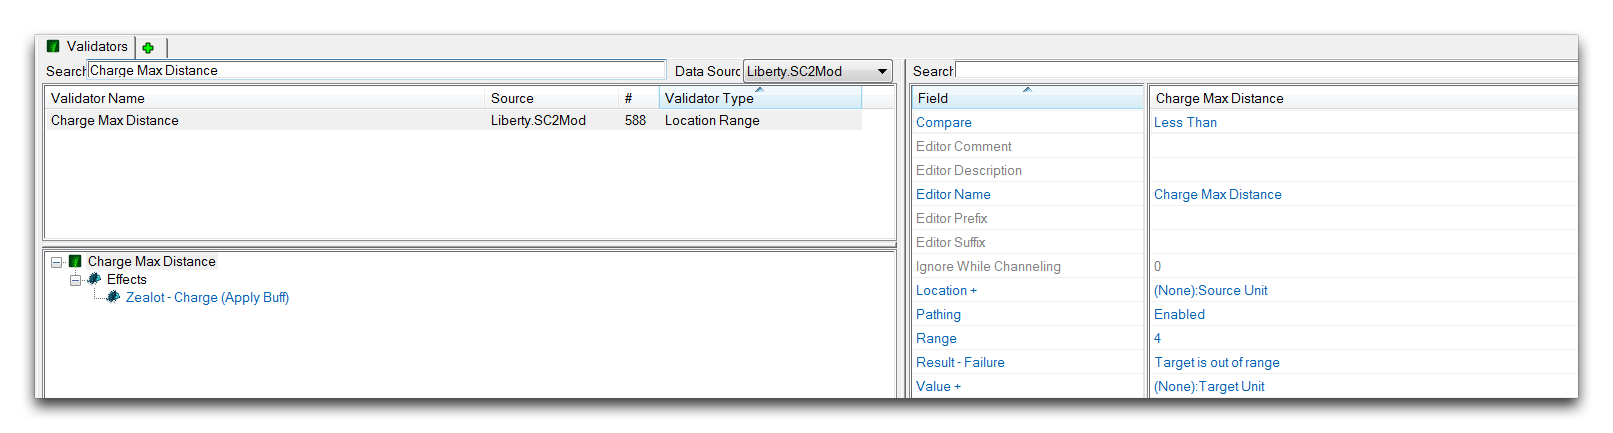 Validators
Search Charge Max Distance Data Sourc Liberty.SC2Mod
Validator Name Source # Validator Type
Charge Max Distance Liberty.SC2Mod 588 Location Range
Charge Max Distance
Effects
Zealot - Charge (Apply Buff)
Search
Field Charge Max Distance
Compare Less Than
Editor Comment
Editor Description
Editor Name Charge Max Distance
Editor Prefix
Editor Suffix
Ignore While Channeling 0
Location + (None):Source Unit
Pathing Enabled
Range 4
Result - Failure Target is out of range
Value + (None):Target Unit